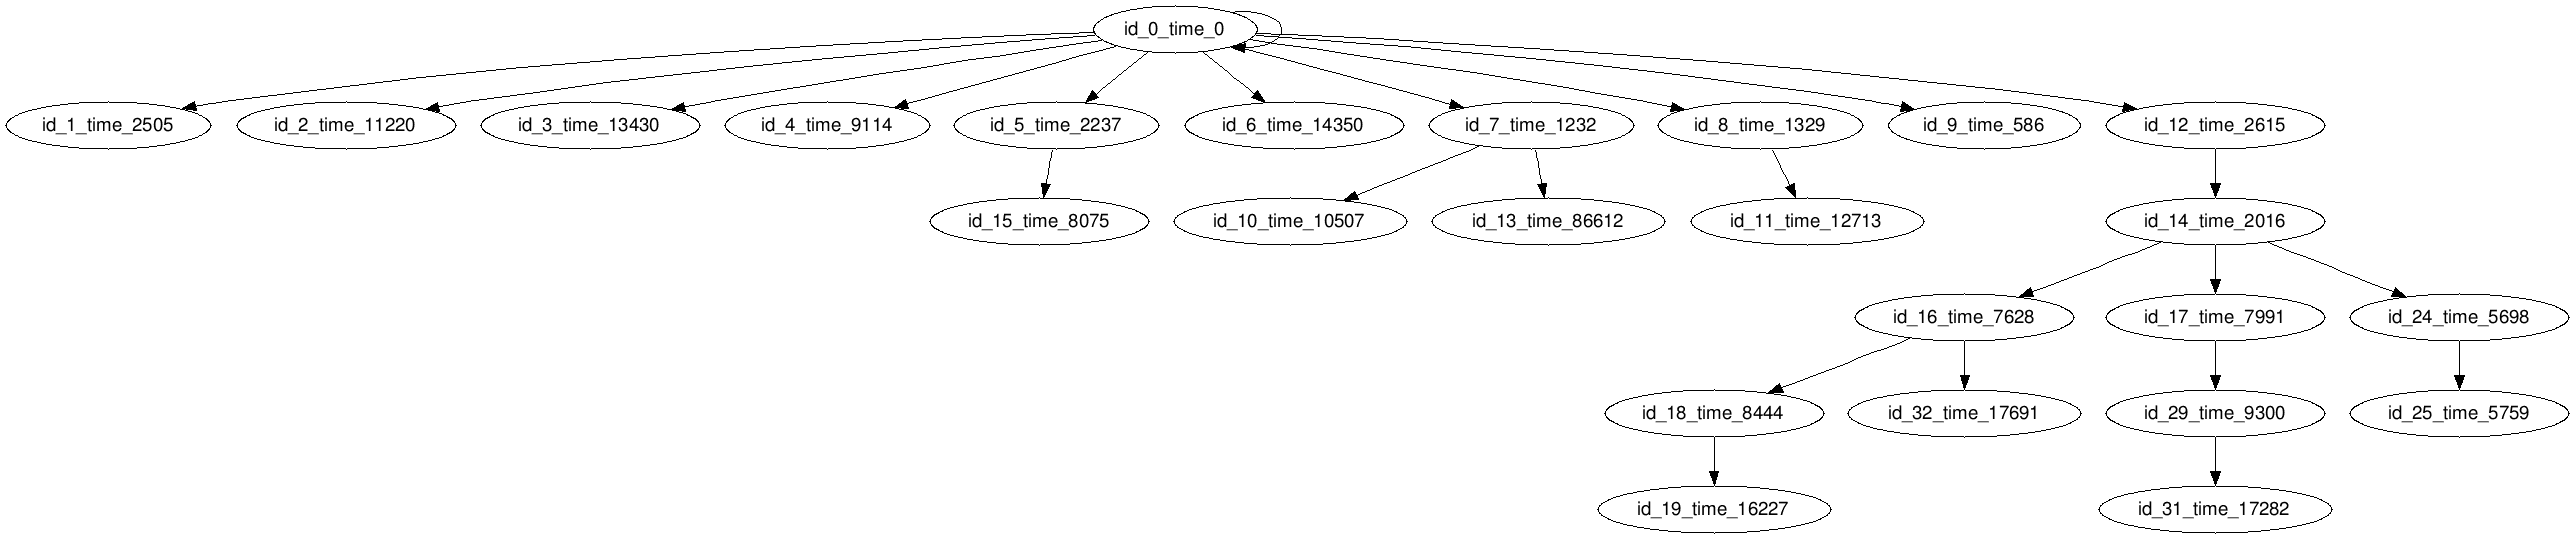 id_0_time_0
id_1_time_2505
id_2_time_11220
id_3_time_13430
id_4_time_9114
id_5_time_2237
id_6_time_14350
id_7_time_1232
id_8_time_1329
id_9_time_586
id_12_time_2615
id_15_time_8075
id_10_time_10507
id_13_time_86612
id_11_time_12713
id_14_time_2016
id_16_time_7628
id_17_time_7991
id_24_time_5698
id_18_time_8444
id_32_time_17691
id_29_time_9300
id_25_time_5759
id_19_time_16227
id_31_time_17282